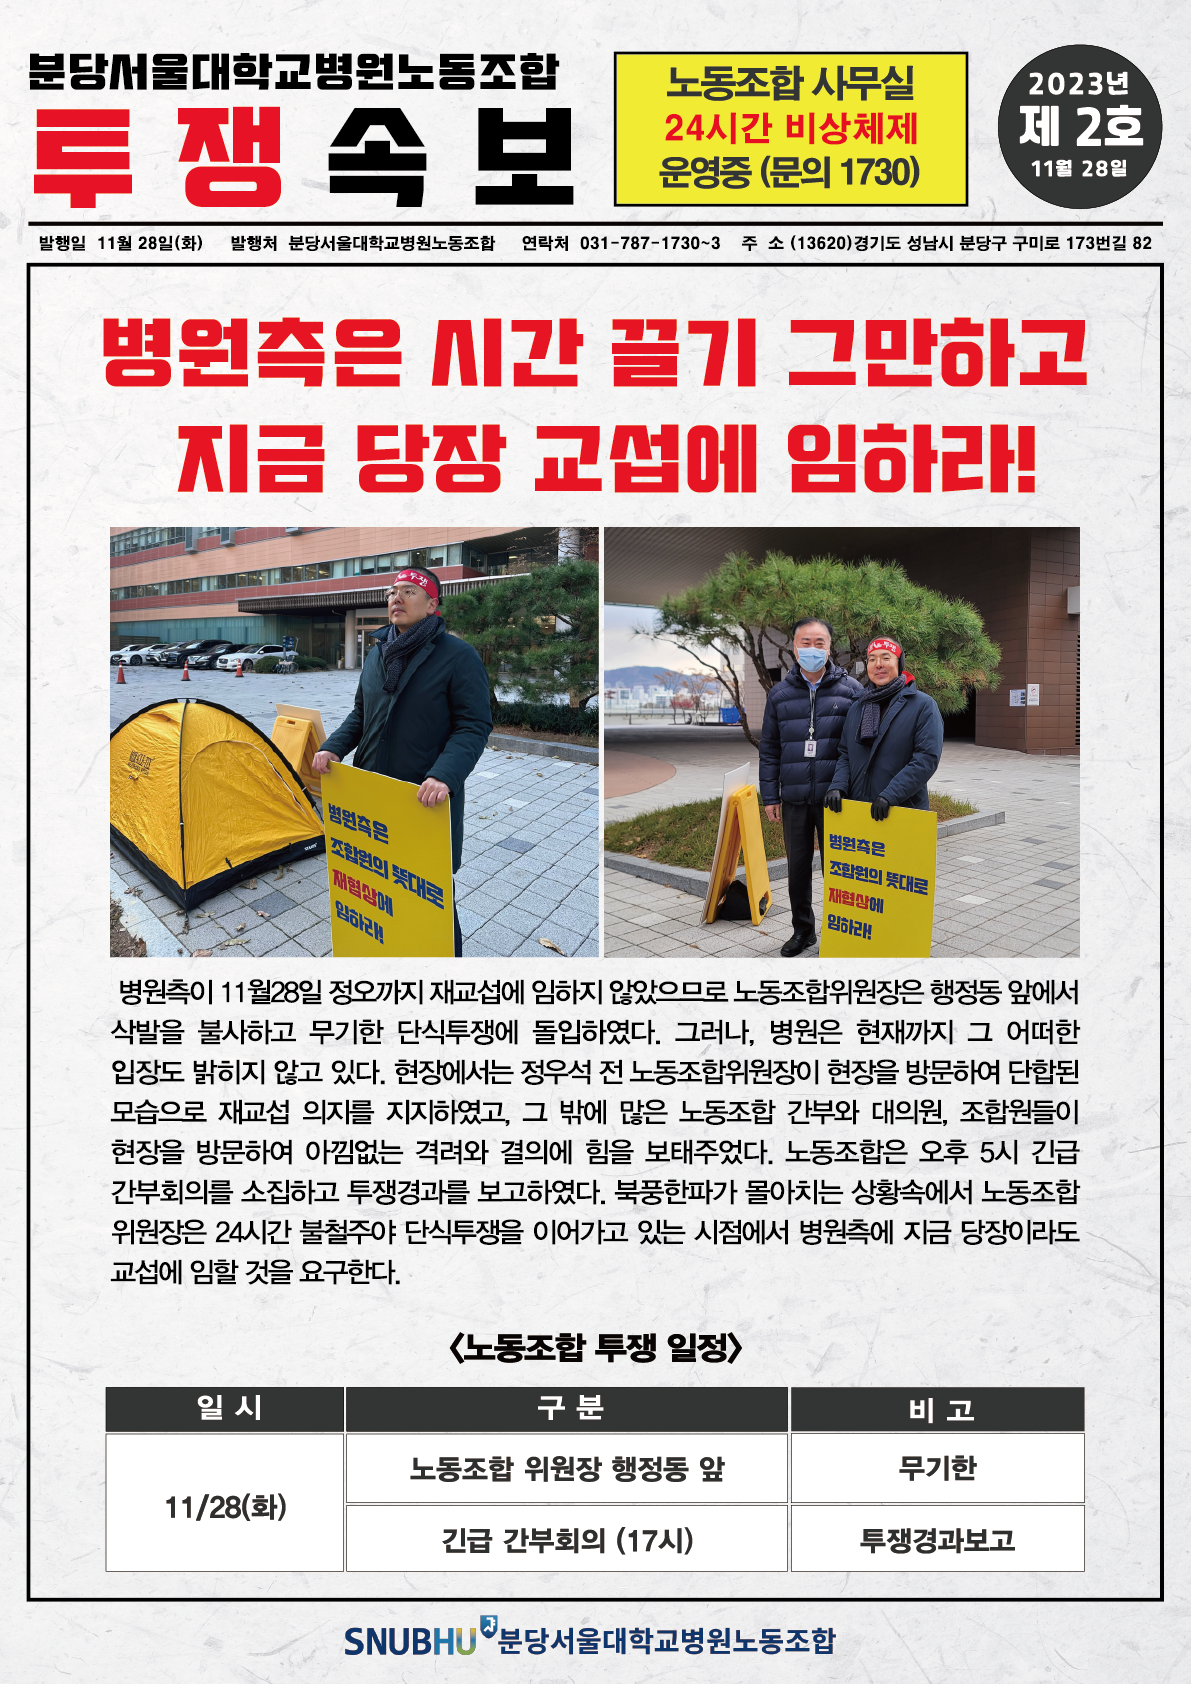 분당서울대학교병원노동조합
투쟁속보
노동조합 사무실
24시간 비상체제
운영중 (문의 1730)
2023년
제 2호
11월 28일
발행일 11월 28일(화) 발행처 분당서울대학교병원노동조합 연락처 031-787-1730~3 주 소 (13620)경기도 성남시 분당구 구미로 173번길 82
병원측은 시간 끌기 그만하고
지금 당장 교섭에 임하라!
투쟁
병원측은
조합원의 뜻대로
재협상에
임하라!
투쟁
병원측은
조합원의 뜻대로
재협상에
임하라!
병원측이 11월28일 정오까지 재교섭에 임하지 않았으므로 노동조합위원장은 행정동 앞에서
삭발을 불사하고 무기한 단식투쟁에 돌입하였다. 그러나, 병원은 현재까지 그 어떠한
입장도 밝히지 않고 있다. 현장에서는 정우석 전 노동조합위원장이 현장을 방문하여 단합된
모습으로 재교섭 의지를 지지하였고, 그 밖에 많은 노동조합 간부와 대의원, 조합원들이
현장을 방문하여 아낌없는 격려와 결의에 힘을 보태주었다. 노동조합은 오후 5시 긴급
간부회의를 소집하고 투쟁경과를 보고하였다. 북풍한파가 몰아치는 상황속에서 노동조합
위원장은 24시간 불철주야 단식투쟁을 이어가고 있는 시점에서 병원측에 지금 당장이라도
교섭에 임할 것을 요구한다.
<노동조합 투쟁 일정>
일 시 구 분 비 고
11/28(화) 노동조합 위원장 행정동 앞 무기한
긴급 간부회의 (17시) 투쟁경과보고
SNUBHU 분당서울대학교병원노동조합